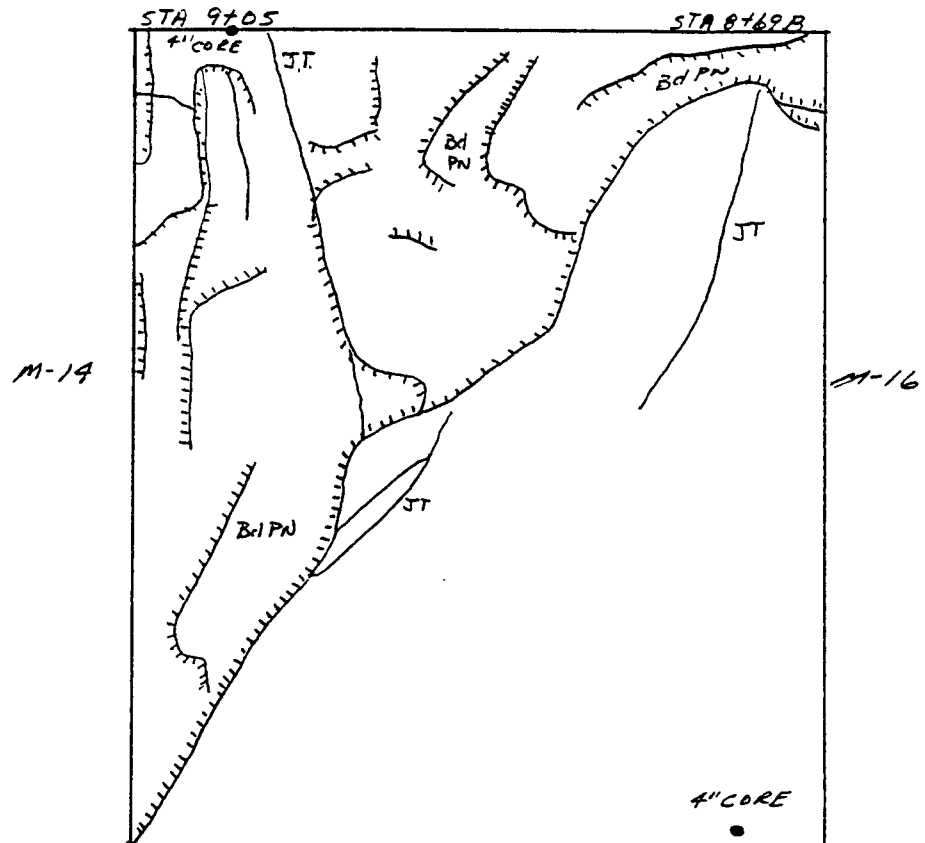 STA 9+05
STA 8+69B
4" CORE
J.T.
Bd PN
Bd
PN
JT
M-14
M-16
Bd PN
JT
4" CORE